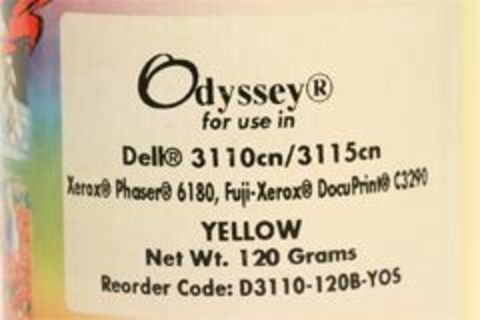 Odyssey®
for use in
Dell® 3110cn/3115cn
Xerox® Phaser® 6180, Fuji-Xerox® DocuPrint® C3290
YELLOW
Net Wt. 120 Grams
Reorder Code: D3110-120B-YOS